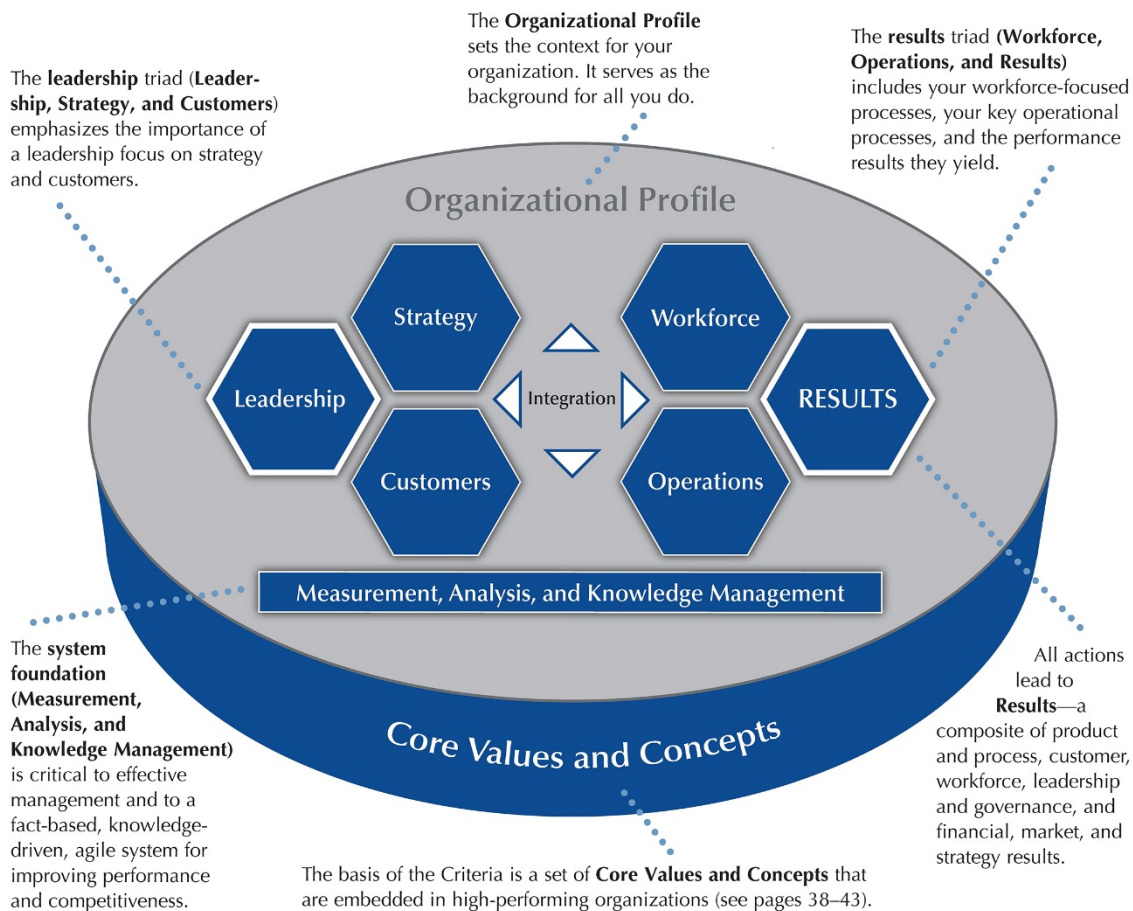 The Organizational Profile
sets the context for your
organization. It serves as the
background for all you do.
The leadership triad (Leader-
ship, Strategy, and Customers)
emphasizes the importance of
a leadership focus on strategy
and customers.
The results triad (Workforce,
Operations, and Results)
includes your workforce-focused
processes, your key operational
processes, and the performance
results they yield.
Organizational Profile
Strategy
Workforce
Leadership
Integration
RESULTS
Customers
Operations
Measurement, Analysis, and Knowledge Management
Core Values and Concepts
The system
foundation
(Measurement,
Analysis, and
Knowledge Management)
is critical to effective
management and to a
fact-based, knowledge-
driven, agile system for
improving performance
and competitiveness.
All actions
lead to
Results—a
composite of product
and process, customer,
workforce, leadership
and governance, and
financial, market, and
strategy results.
The basis of the Criteria is a set of Core Values and Concepts that
are embedded in high-performing organizations (see pages 38–43).